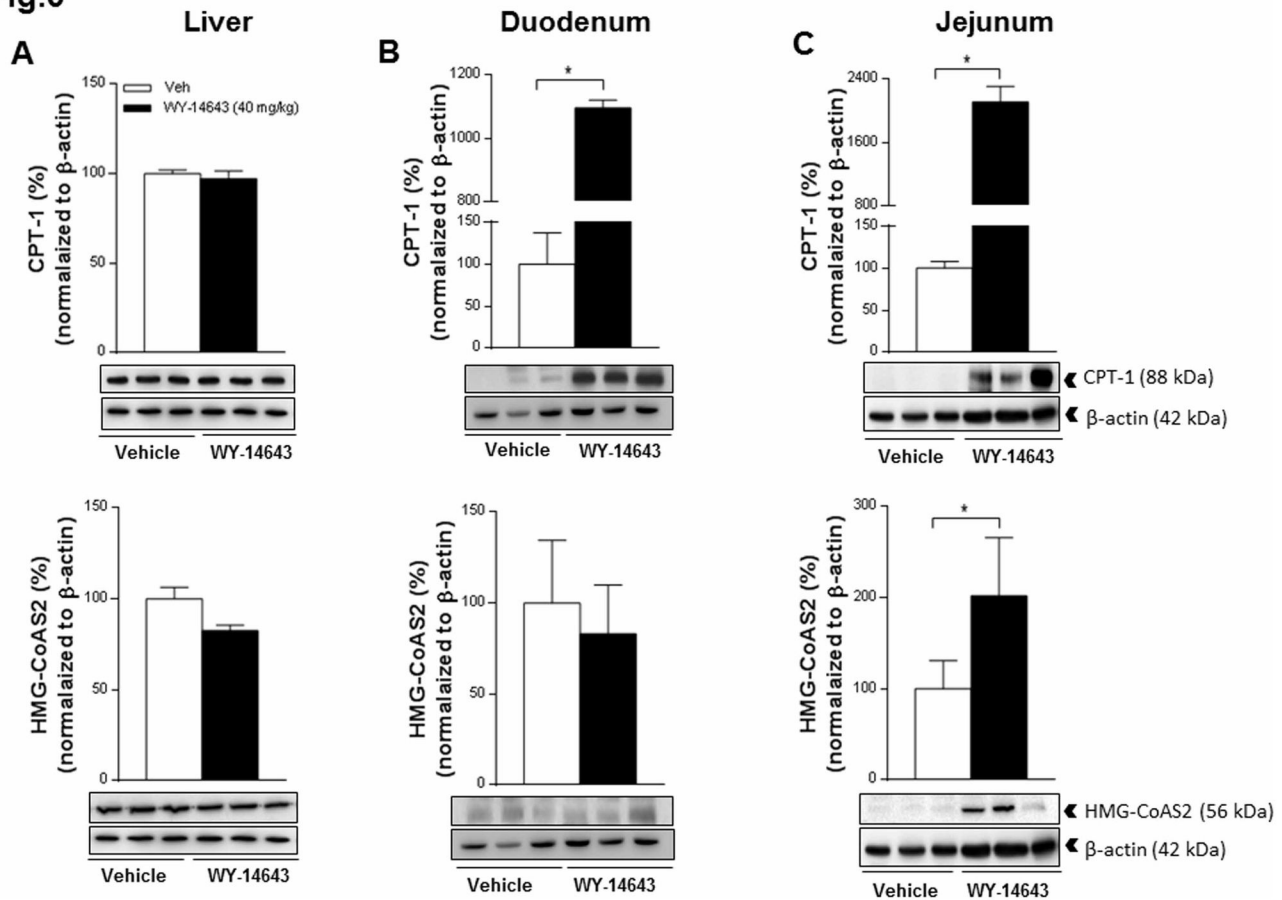 Liver
Duodenum
Jejunum
A
B
C
CPT-1 (%)
(normalaized to β-actin)
150
100
50
0
Veh
WY-14643 (40 mg/kg)
Vehicle
WY-14643
CPT-1 (%)
(normalaized to β-actin)
1200
1000
800
150
100
50
0
*
Vehicle
WY-14643
CPT-1 (%)
(normalaized to β-actin)
2400
1600
800
150
100
50
0
*
CPT-1 (88 kDa)
β-actin (42 kDa)
Vehicle
WY-14643
HMG-CoAS2 (%)
(normalaized to β-actin)
150
100
50
0
Vehicle
WY-14643
HMG-CoAS2 (%)
(normalaized to β-actin)
150
100
50
0
Vehicle
WY-14643
HMG-CoAS2 (%)
(normalaized to β-actin)
300
200
100
0
*
HMG-CoAS2 (56 kDa)
β-actin (42 kDa)
Vehicle
WY-14643